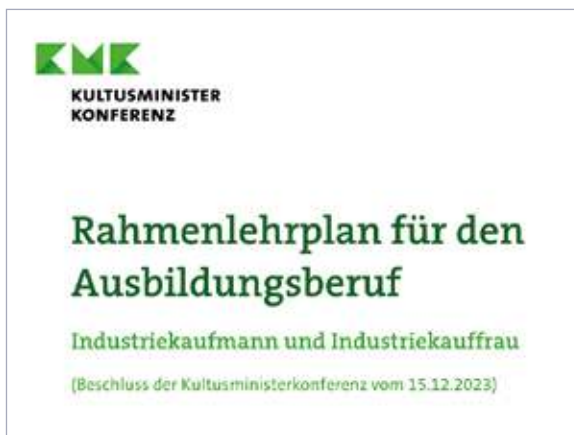 KMK
KULTUSMINISTER
KONFERENZ
Rahmenlehrplan für den
Ausbildungsberuf
Industriekaufmann und Industriekauffrau
(Beschluss der Kultusministerkonferenz vom 15.12.2023)